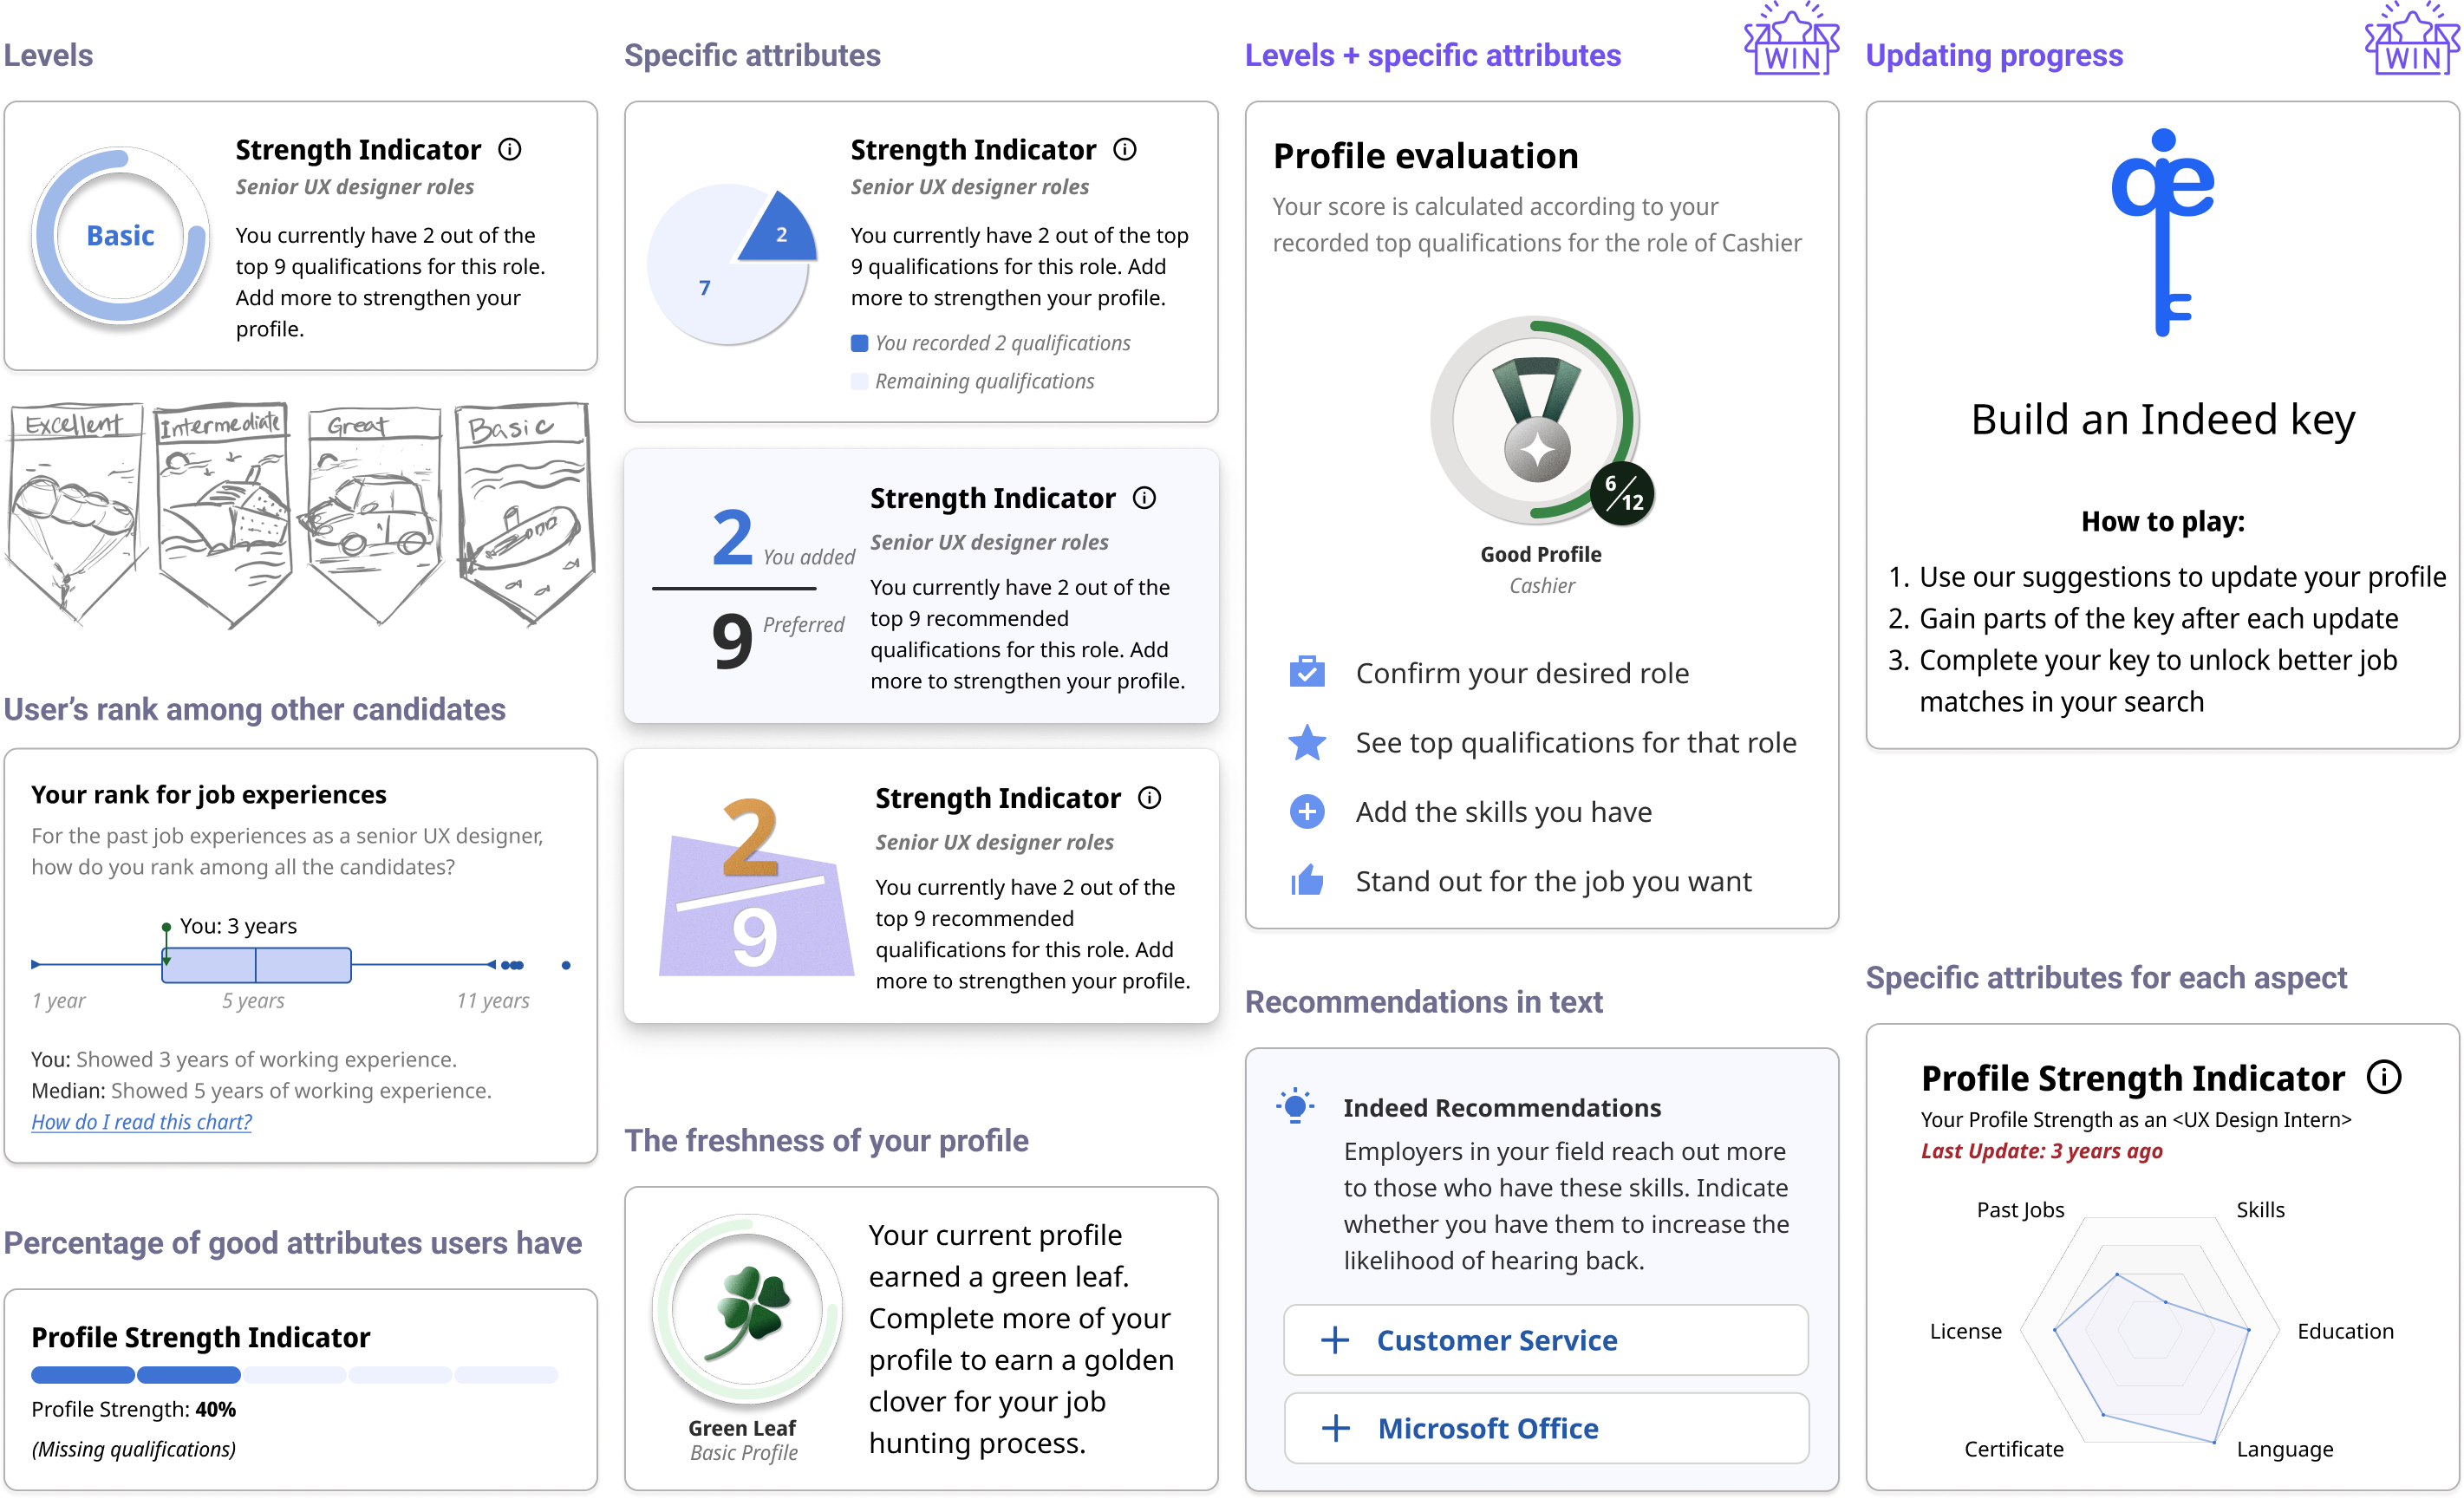 Levels
Basic
Strength Indicator
Senior UX designer roles
You currently have 2 out of the
top 9 qualifications for this role.
Add more to strengthen your
profile.
Excellent
Intermediate
Great
Basic
User’s rank among other candidates
Your rank for job experiences
For the past job experiences as a senior UX designer,
how do you rank among all the candidates?
You: 3 years
1 year
5 years
11 years
You: Showed 3 years of working experience.
Median: Showed 5 years of working experience.
How do I read this chart?
Percentage of good attributes users have
Profile Strength Indicator
Profile Strength: 40%
(Missing qualifications)
Specific attributes
2
7
Strength Indicator
Senior UX designer roles
You currently have 2 out of the top
9 qualifications for this role. Add
more to strengthen your profile.
You recorded 2 qualifications
Remaining qualifications
2 You added
9 Preferred
Strength Indicator
Senior UX designer roles
You currently have 2 out of the
top 9 recommended
qualifications for this role. Add
more to strengthen your profile.
2
9
Strength Indicator
Senior UX designer roles
You currently have 2 out of the
top 9 recommended
qualifications for this role. Add
more to strengthen your profile.
The freshness of your profile
Green Leaf
Basic Profile
Your current profile
earned a green leaf.
Complete more of your
profile to earn a golden
clover for your job
hunting process.
Levels + specific attributes
WIN
Profile evaluation
Your score is calculated according to your
recorded top qualifications for the role of Cashier
6/12
Good Profile
Cashier
Confirm your desired role
See top qualifications for that role
Add the skills you have
Stand out for the job you want
Recommendations in text
Indeed Recommendations
Employers in your field reach out more
to those who have these skills. Indicate
whether you have them to increase the
likelihood of hearing back.
+ Customer Service
+ Microsoft Office
Updating progress
WIN
Build an Indeed key
How to play:
1. Use our suggestions to update your profile
2. Gain parts of the key after each update
3. Complete your key to unlock better job
matches in your search
Specific attributes for each aspect
Profile Strength Indicator
Your Profile Strength as an <UX Design Intern>
Last Update: 3 years ago
Past Jobs
Skills
License
Education
Certificate
Language